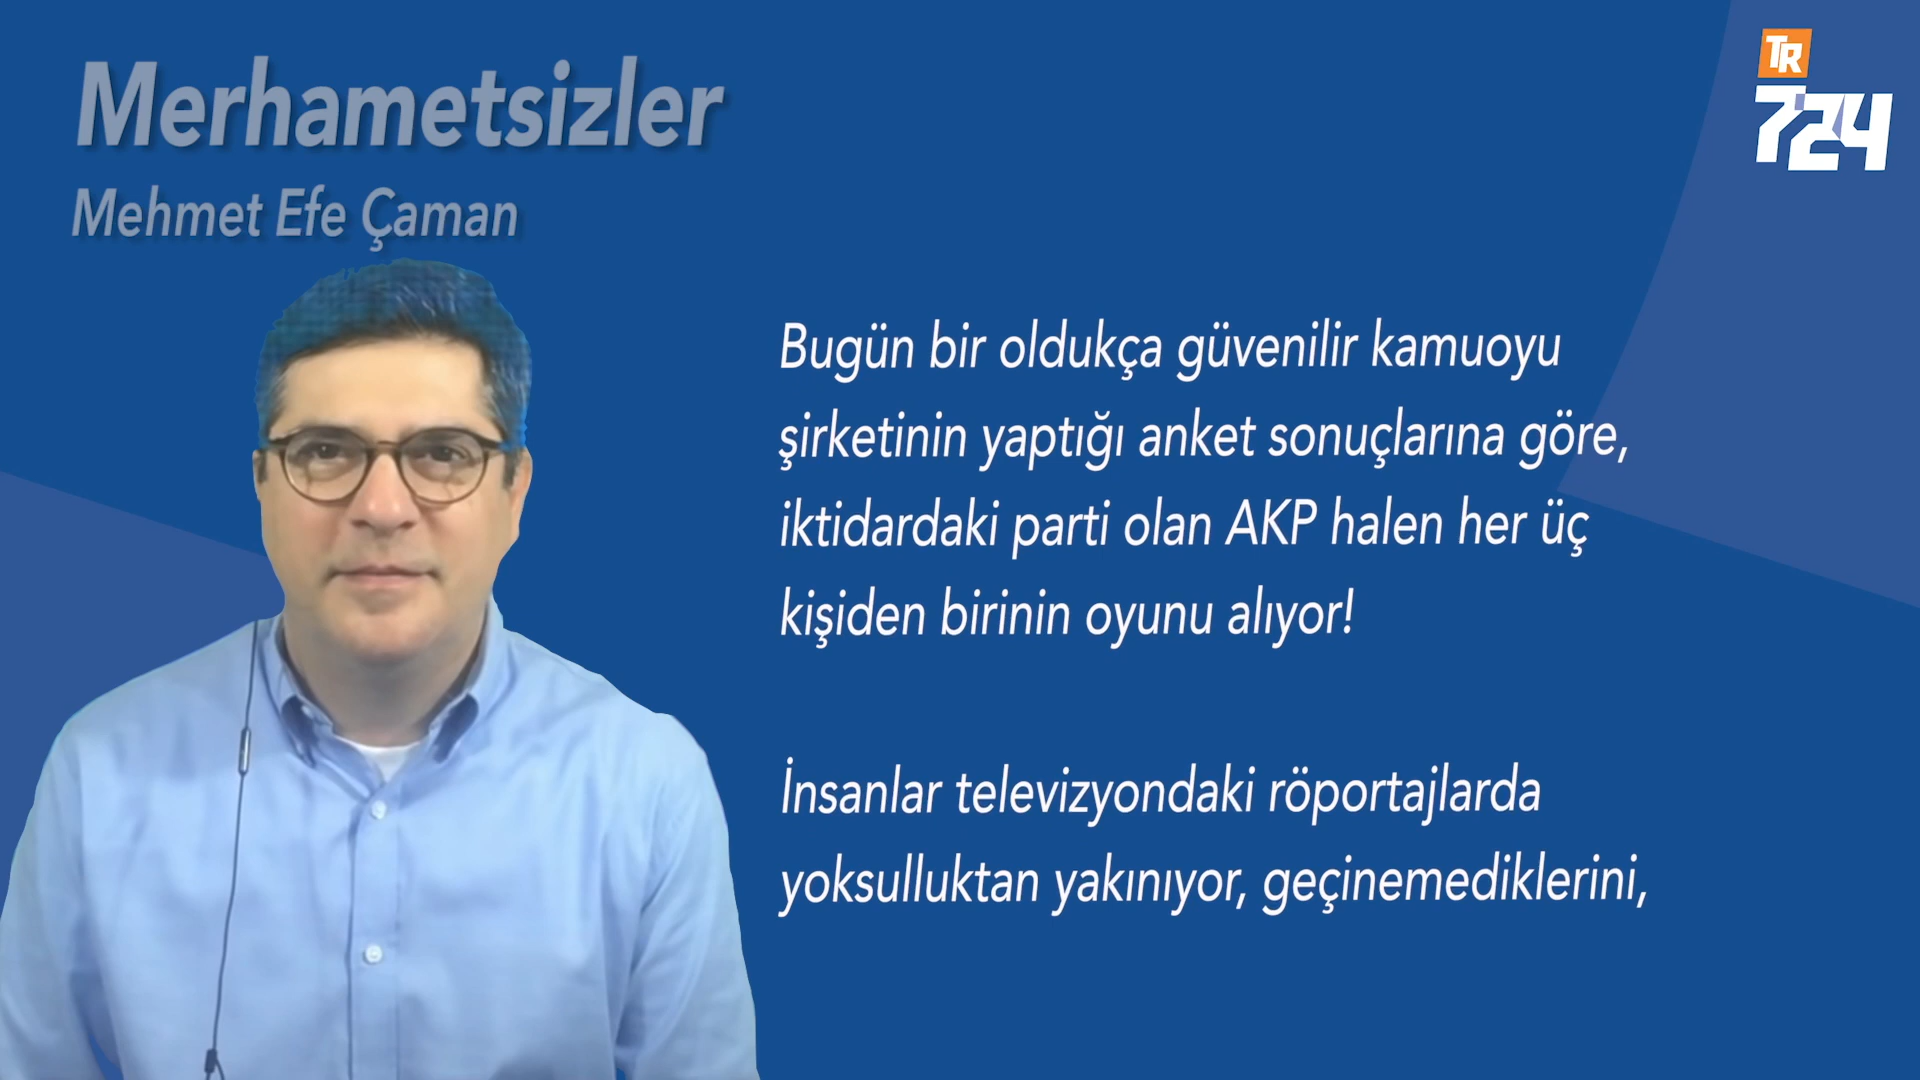 Merhametsizler
Mehmet Efe Çaman
TR
724
Bugün bir oldukça güvenilir kamuoyu
şirketinin yaptığı anket sonuçlarına göre,
iktidardaki parti olan AKP halen her üç
kişiden birinin oyunu alıyor!
İnsanlar televizyondaki röportajlarda
yoksulluktan yakınıyor, geçinemediklerini,